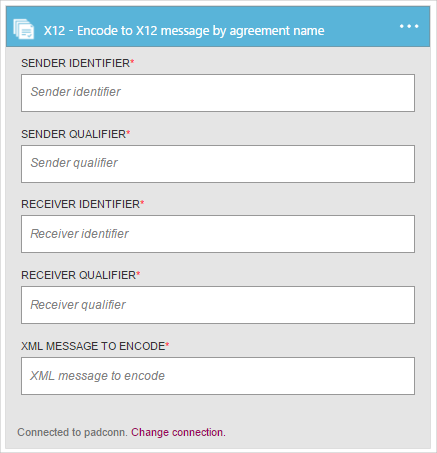 X12 - Encode to X12 message by agreement name
SENDER IDENTIFIER*
Sender identifier
SENDER QUALIFIER*
Sender qualifier
RECEIVER IDENTIFIER*
Receiver identifier
RECEIVER QUALIFIER*
Receiver qualifier
XML MESSAGE TO ENCODE*
XML message to encode
Connected to padconn. Change connection.